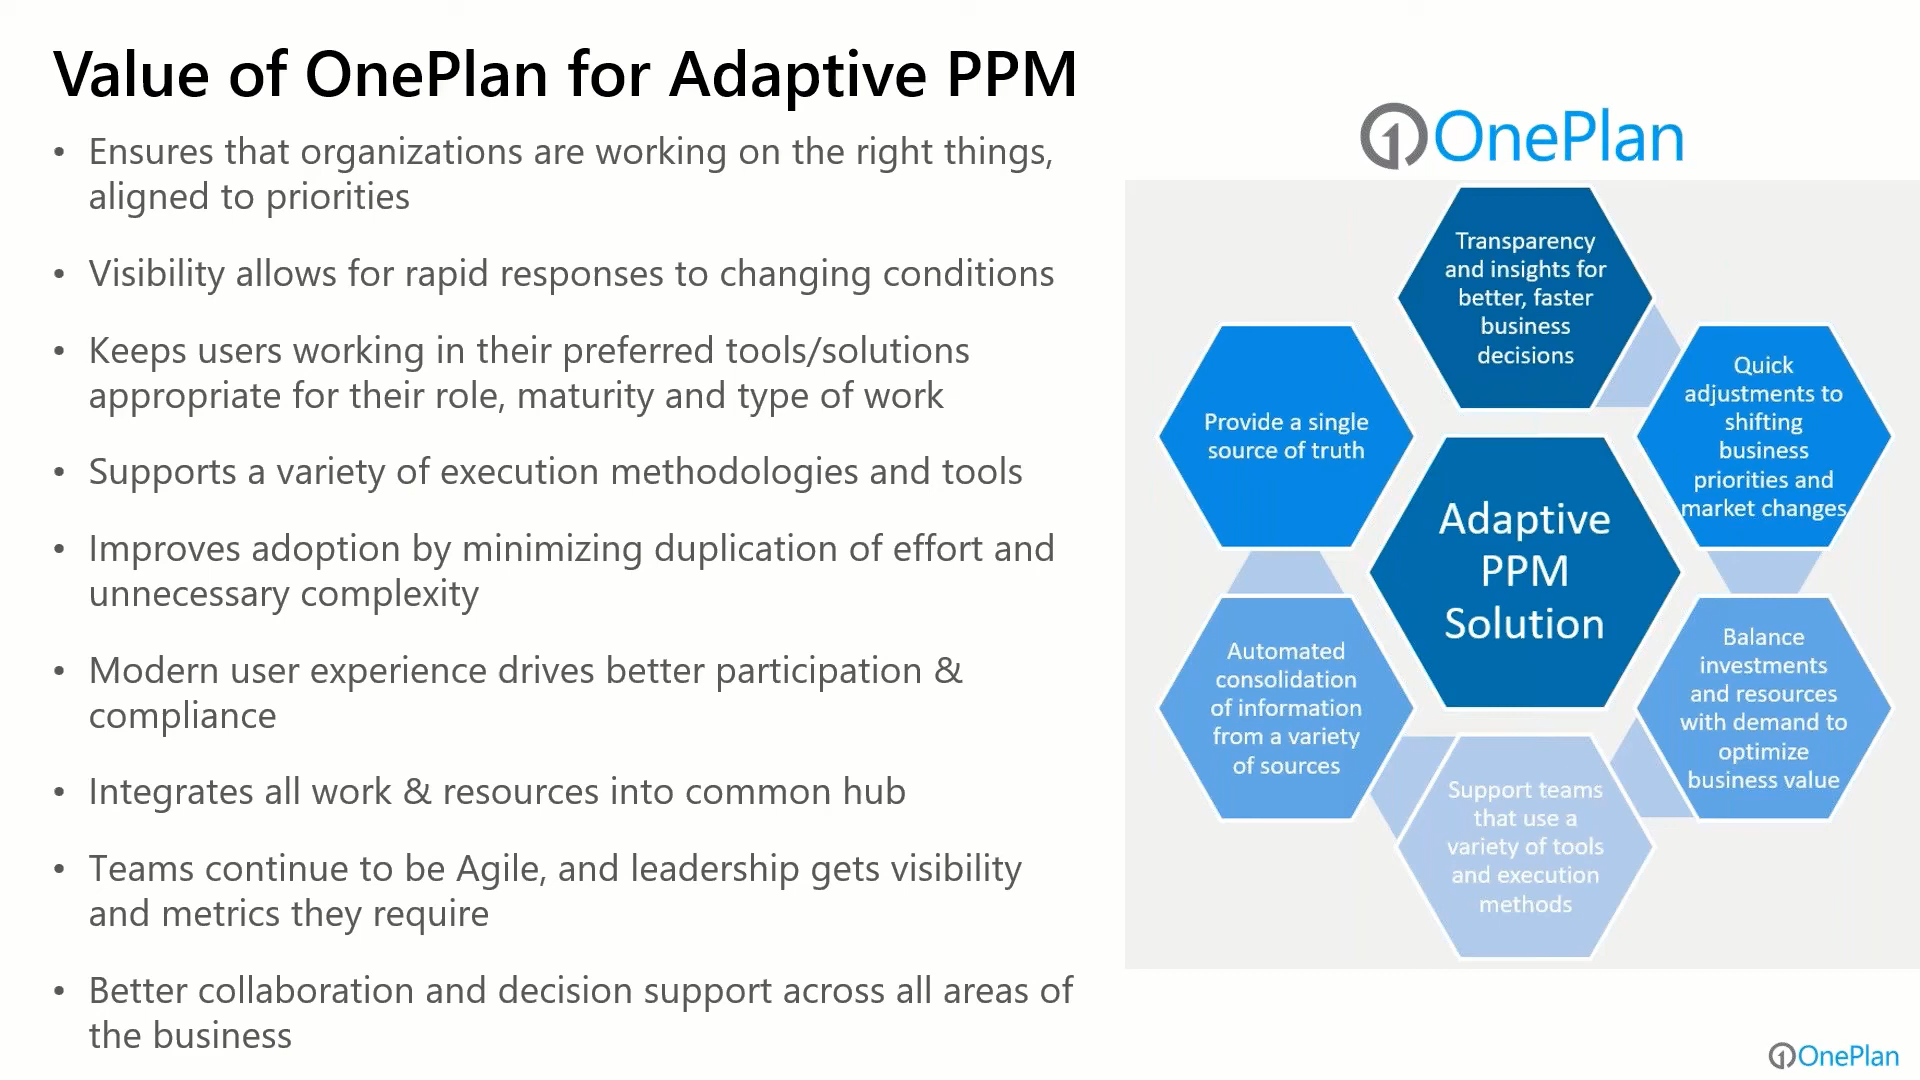 Value of OnePlan for Adaptive PPM
• Ensures that organizations are working on the right things,
aligned to priorities
• Visibility allows for rapid responses to changing conditions
• Keeps users working in their preferred tools/solutions
appropriate for their role, maturity and type of work
• Supports a variety of execution methodologies and tools
• Improves adoption by minimizing duplication of effort and
unnecessary complexity
• Modern user experience drives better participation &
compliance
• Integrates all work & resources into common hub
• Teams continue to be Agile, and leadership gets visibility
and metrics they require
• Better collaboration and decision support across all areas of
the business
OnePlan
Transparency
and insights for
better, faster
business
decisions
Quick
adjustments to
shifting
business
priorities and
market changes
Balance
investments
and resources
with demand to
optimize
business value
Support teams
that use a
variety of tools
and execution
methods
Automated
consolidation
of information
from a variety
of sources
Provide a single
source of truth
Adaptive
PPM
Solution
OnePlan